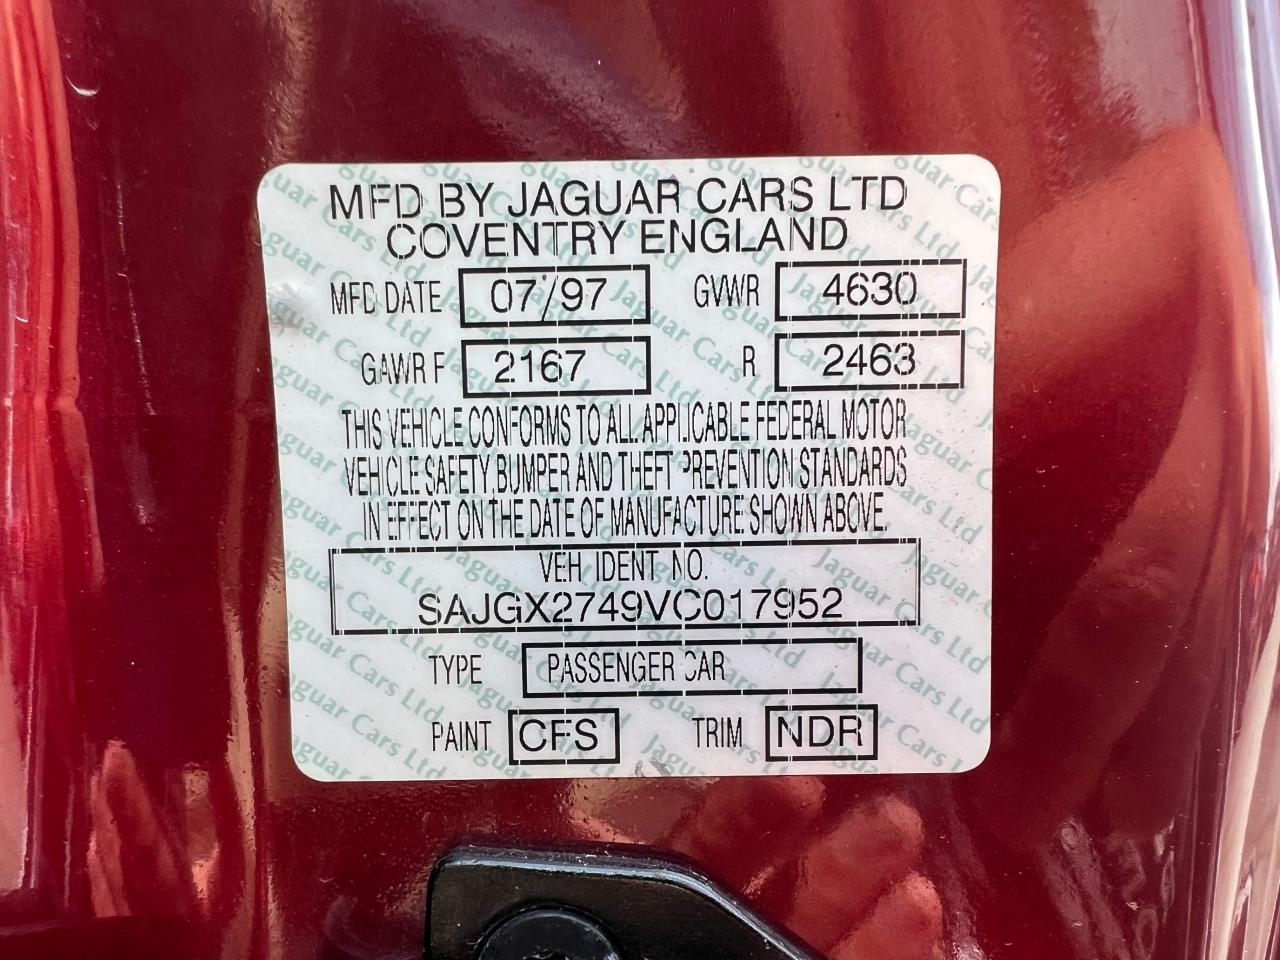 MFD BY JAGUAR CARS LTD
COVENTRY ENGLAND
MFD DATE 07/97 GVWR 4630
GAWR F 2167 R 2463
THIS VEHICLE CONFORMS TO ALL APPLICABLE FEDERAL MOTOR
VEHICLE SAFETY, BUMPER AND THEFT PREVENTION STANDARDS
IN EFFECT ON THE DATE OF MANUFACTURE SHOWN ABOVE.
VEH IDENT NO.
SAJGX2749VC017952
TYPE PASSENGER CAR
PAINT CFS TRIM NDR